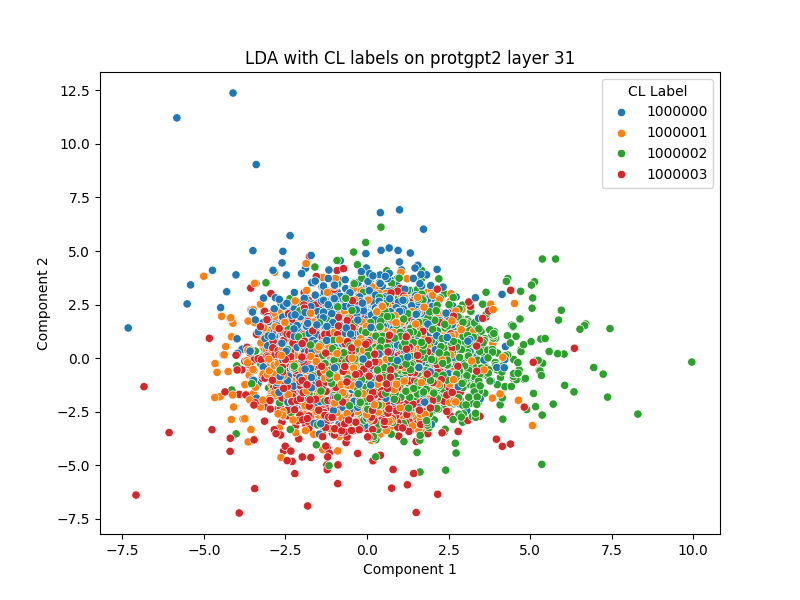 LDA with CL labels on protgpt2 layer 31
CL Label
1000000
1000001
1000002
1000003
12.5
10.0
7.5
5.0
2.5
0.0
−2.5
−5.0
−7.5
Component 2
−7.5 −5.0 −2.5 0.0 2.5 5.0 7.5 10.0
Component 1